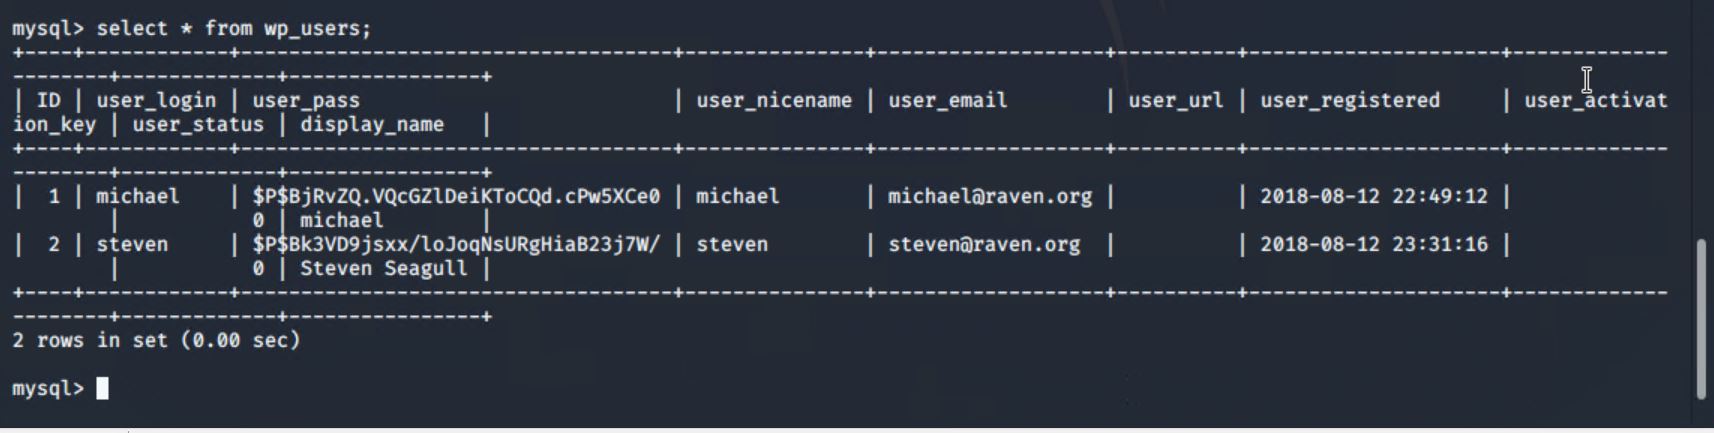 mysql> select * from wp_users;
+----+------------+------------------------------------+---------------+-------------------+----------+---------------------+-------------
--------+-------------+----------------+
| ID | user_login | user_pass                          | user_nicename | user_email        | user_url | user_registered     | user_activat
ion_key | user_status | display_name   |
+----+------------+------------------------------------+---------------+-------------------+----------+---------------------+-------------
--------+-------------+----------------+
|  1 | michael    | $P$BjRvZQ.VQcGZlDeiKToCQd.cPw5XCe0 | michael       | michael@raven.org |          | 2018-08-12 22:49:12 |
        |           0 | michael        |
|  2 | steven     | $P$Bk3VD9jsxx/loJoqNsURgHiaB23j7W/ | steven        | steven@raven.org  |          | 2018-08-12 23:31:16 |
        |           0 | Steven Seagull |
+----+------------+------------------------------------+---------------+-------------------+----------+---------------------+-------------
--------+-------------+----------------+
2 rows in set (0.00 sec)
mysql>